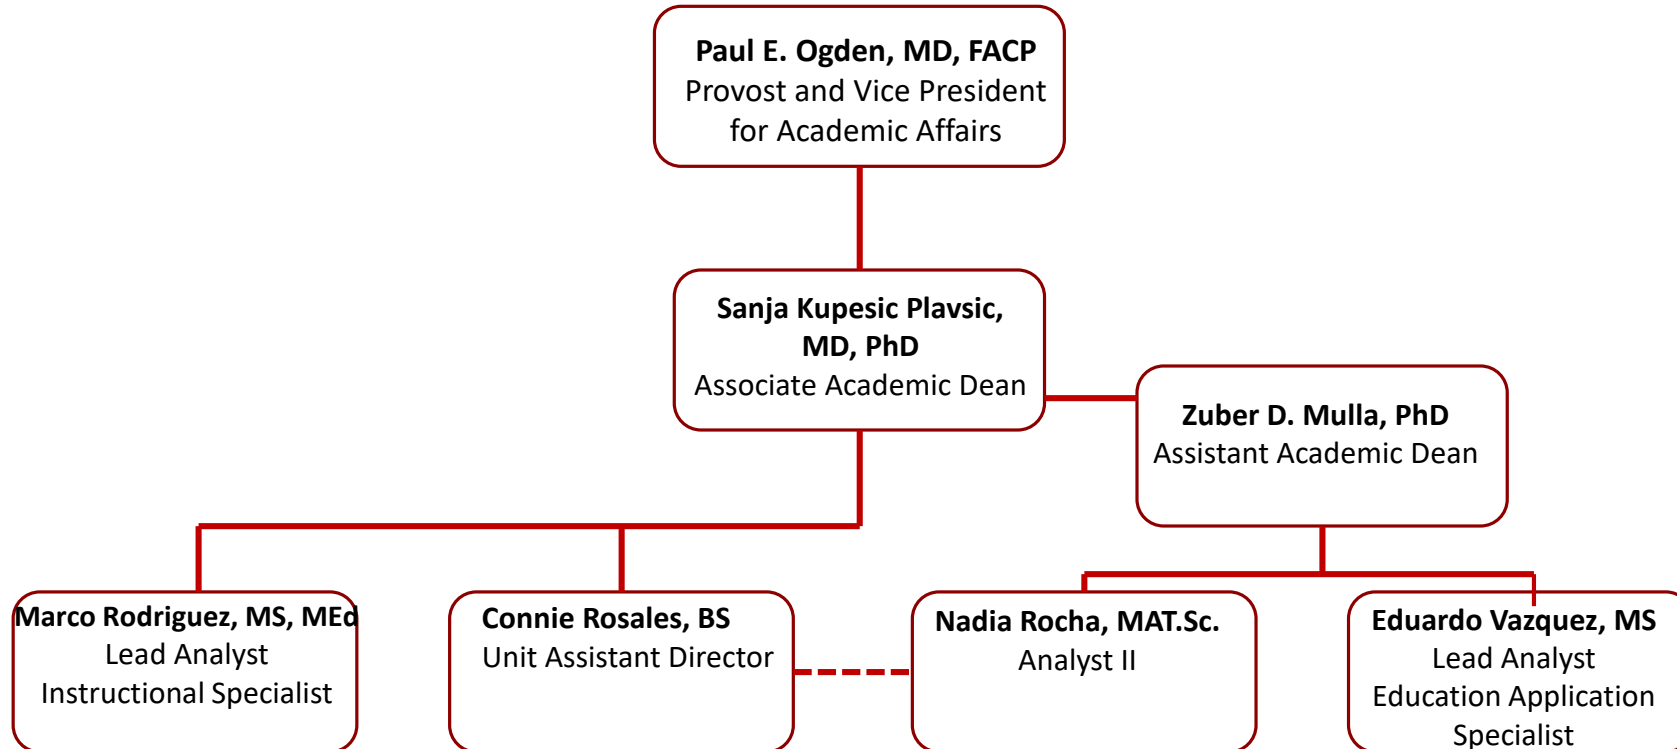 Paul E. Ogden, MD, FACP
Provost and Vice President
for Academic Affairs
Sanja Kupesic Plavsic,
MD, PhD
Associate Academic Dean
Zuber D. Mulla, PhD
Assistant Academic Dean
Marco Rodriguez, MS, MEd
Lead Analyst
Instructional Specialist
Connie Rosales, BS
Unit Assistant Director
Nadia Rocha, MAT.Sc.
Analyst II
Eduardo Vazquez, MS
Lead Analyst
Education Application
Specialist